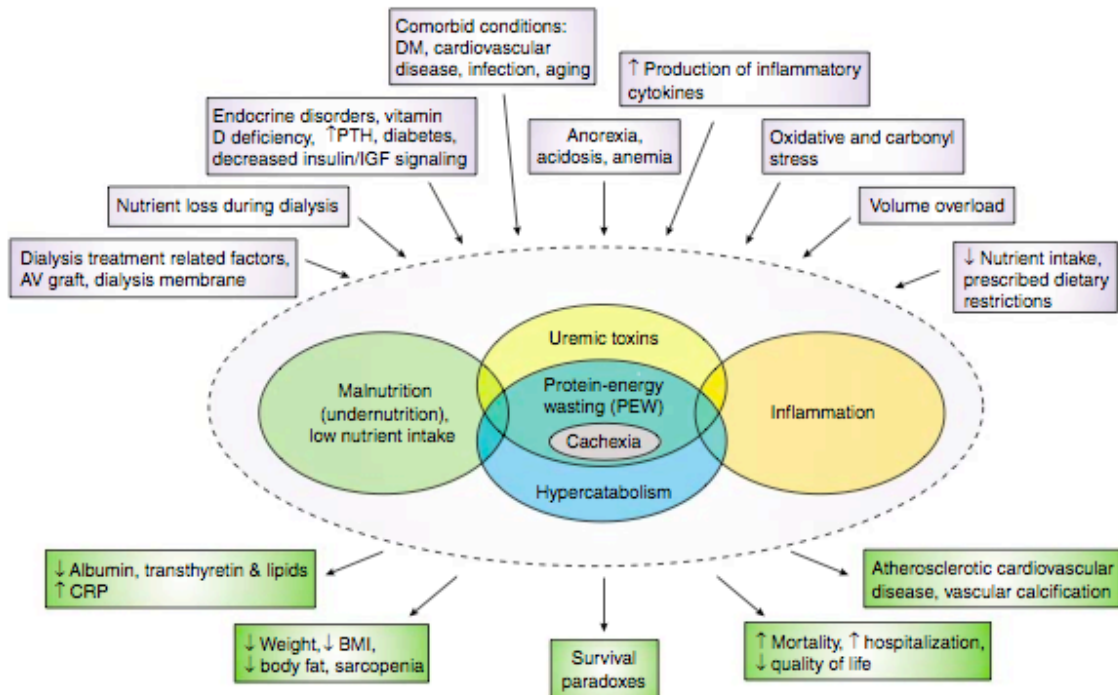 Comorbid conditions:
DM, cardiovascular
disease, infection, aging
↑ Production of inflammatory
cytokines
Endocrine disorders, vitamin
D deficiency, ↑PTH, diabetes,
decreased insulin/IGF signaling
Anorexia,
acidosis, anemia
Oxidative and carbonyl
stress
Nutrient loss during dialysis
Volume overload
Dialysis treatment related factors,
AV graft, dialysis membrane
↓ Nutrient intake,
prescribed dietary
restrictions
Uremic toxins
Malnutrition
(undernutrition),
low nutrient intake
Protein-energy
wasting (PEW)
Inflammation
Cachexia
Hypercatabolism
↓ Albumin, transthyretin & lipids
↑ CRP
Atherosclerotic cardiovascular
disease, vascular calcification
↓ Weight, ↓ BMI,
↓ body fat, sarcopenia
Survival
paradoxes
↑ Mortality, ↑ hospitalization,
↓ quality of life